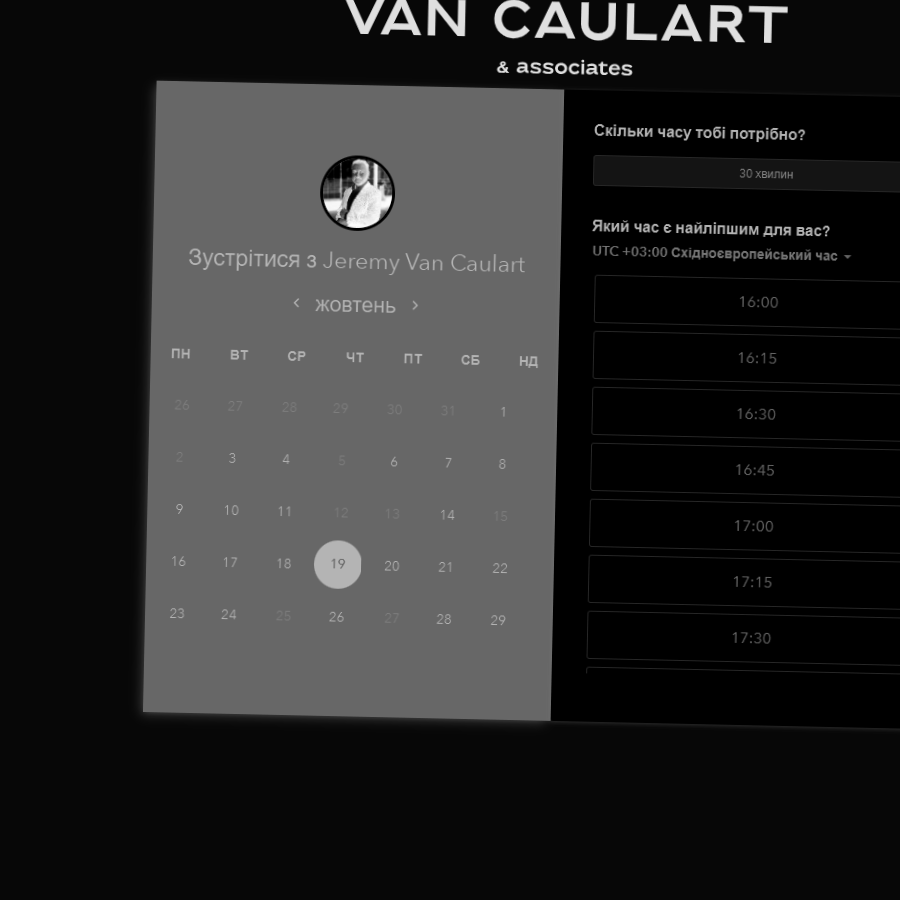 VAN CAULART
& associates
Зустрітися з Jeremy Van Caulart
жовтень
ПН ВТ СР ЧТ ПТ СБ НД
26 27 28 29 30 31 1
2 3 4 5 6 7 8
9 10 11 12 13 14 15
16 17 18 19 20 21 22
23 24 25 26 27 28 29
Скільки часу тобі потрібно?
30 хвилин
Який час є найліпшим для вас?
UTC +03:00 Східноєвропейський час
16:00
16:15
16:30
16:45
17:00
17:15
17:30